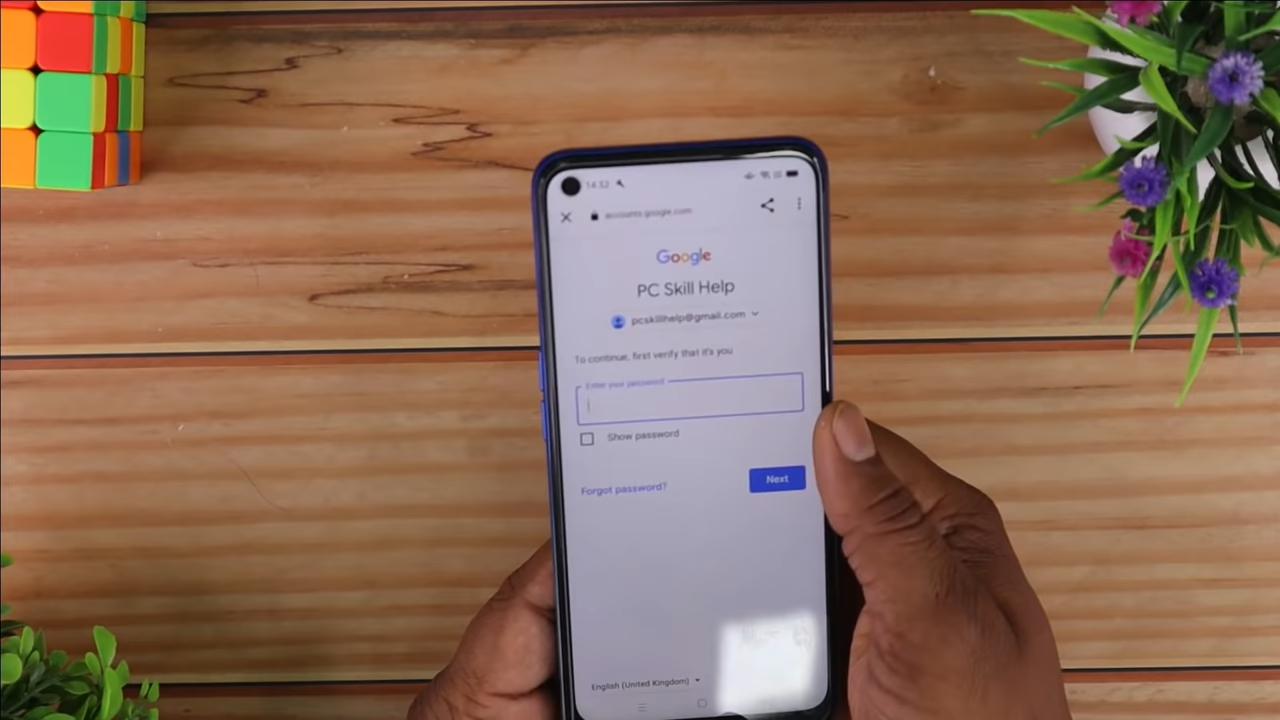 14:32
accounts.google.com
Google
PC Skill Help
pcskillhelp@gmail.com
To continue, first verify that it's you
Enter your password
Show password
Forgot password?
Next
English (United Kingdom)